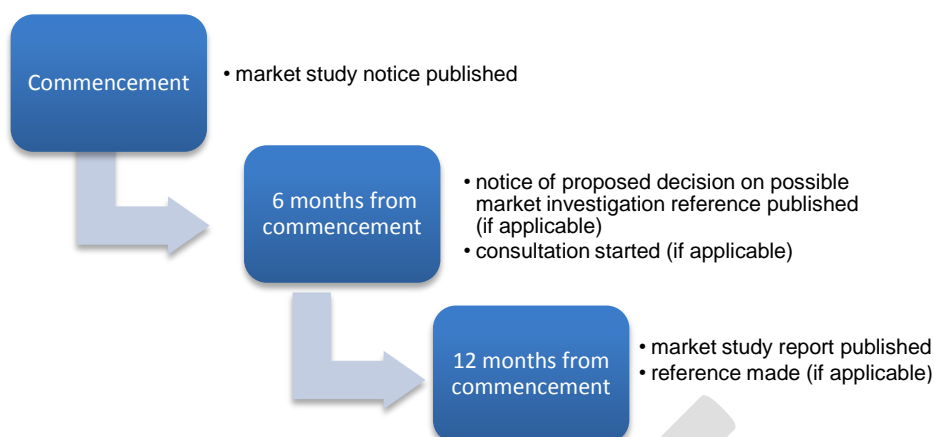 Commencement
• market study notice published
6 months from
commencement
• notice of proposed decision on possible
market investigation reference published
(if applicable)
• consultation started (if applicable)
12 months from
commencement
• market study report published
• reference made (if applicable)